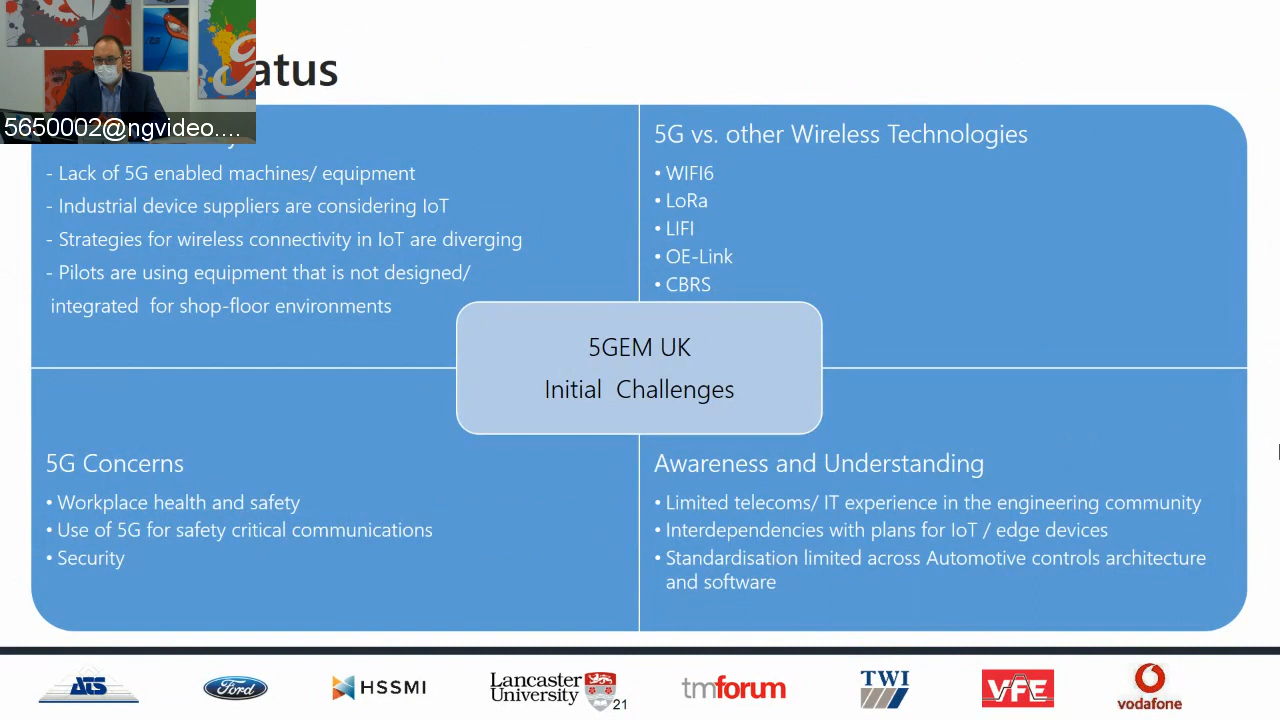 5650002@ngvideo....
atus
- Lack of 5G enabled machines/ equipment
- Industrial device suppliers are considering IoT
- Strategies for wireless connectivity in IoT are diverging
- Pilots are using equipment that is not designed/
integrated for shop-floor environments
5G vs. other Wireless Technologies
• WIFI6
• LoRa
• LIFI
• OE-Link
• CBRS
5GEM UK
Initial Challenges
5G Concerns
• Workplace health and safety
• Use of 5G for safety critical communications
• Security
Awareness and Understanding
• Limited telecoms/ IT experience in the engineering community
• Interdependencies with plans for IoT / edge devices
• Standardisation limited across Automotive controls architecture
and software
ATS
Ford
HSSMI
Lancaster
University
21
tmforum
TWI
VFE
vodafone